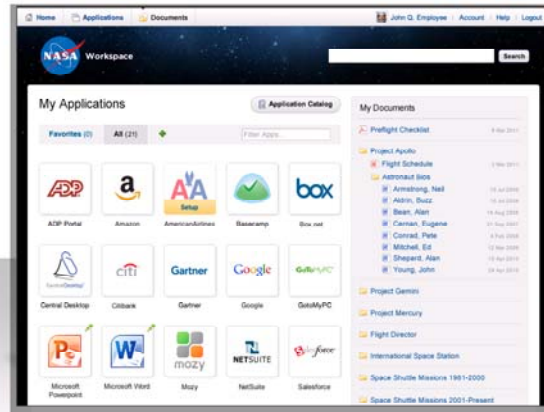 Home Applications Documents John Q. Employee Account Help Logout
NASA Workspace Search
My Applications Application Catalog
Favorites (0) All (21) Filter Apps...
ADP a AA Setup box
ADP Portal Amazon AmericanAirlines Basecamp Box.net
CentralDesktop citi Gartner Google GoToMyPC
Central Desktop Citibank Gartner Google GotoMyPC
P W mozy NETSUITE salesforce
Microsoft Powerpoint Microsoft Word Mozy NetSuite Salesforce
My Documents
Preflight Checklist
Project Apollo
Flight Schedule
Astronaut Bios
Armstrong, Neil
Aldrin, Buzz
Bean, Alan
Cernan, Eugene
Conrad, Pete
Mitchell, Ed
Shepard, Alan
Young, John
Project Gemini
Project Mercury
Flight Director
International Space Station
Space Shuttle Missions 1981-2000
Space Shuttle Missions 2001-Present